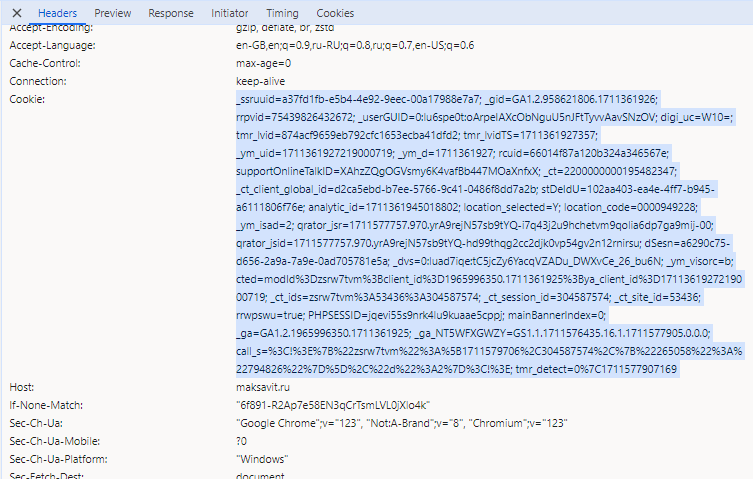 Headers Preview Response Initiator Timing Cookies
Accept-Encoding: gzip, deflate, br, zstd
Accept-Language: en-GB,en;q=0.9,ru-RU;q=0.8,ru;q=0.7,en-US;q=0.6
Cache-Control: max-age=0
Connection: keep-alive
Cookie: _ssruuid=a37fd1fb-e5b4-4e92-9eec-00a17988e7a7; _gid=GA1.2.958621806.1711361926;
rrpvid=75439826432672; _userGUID=0:lu6spe0t:oArpeIAXcObNguU5nJFtTyvvAavSNzOV; digi_uc=W10=;
tmr_lvid=874acf9659eb792cfc1653ecba41dfd2; tmr_lvidTS=1711361927357;
_ym_uid=1711361927219000719; _ym_d=1711361927; rcuid=66014f87a120b324a346567e;
supportOnlineTalkID=XAhzZQgOGVsmy6K4vafBb447MOaXnfxX; _ct=2200000000195482347;
_ct_client_global_id=d2ca5ebd-b7ee-5766-9c41-0486f8dd7a2b; stDeIdU=102aa403-ea4e-4ff7-b945-
a6111806f76e; analytic_id=1711361945018802; location_selected=Y; location_code=0000949228;
_ym_isad=2; qrator_jsr=1711577757.970.yrA9rejN57sb9tYQ-i7q43j2u9hchetvm9qolia6dp7ga9mij-00;
qrator_jsid=1711577757.970.yrA9rejN57sb9tYQ-hd99thqg2cc2djk0vp54gv2n12rnirsu; dSesn=a6290c75-
d656-2a9a-7a9e-0ad705781e5a; _dvs=0:luad7iqe:tC5jcZy6YacqVZADu_DWXvCe_26_bu6N; _ym_visorc=b;
cted=modId%3Dzsrw7tvm%3Bclient_id%3D1965996350.1711361925%3Bya_client_id%3D17113619272190
00719; _ct_ids=zsrw7tvm%3A53436%3A304587574; _ct_session_id=304587574; _ct_site_id=53436;
rrwpswu=true; PHPSESSID=jqevi55s9nrk4lu9kuaae5cppj; mainBannerIndex=0;
_ga=GA1.2.1965996350.1711361925; _ga_NT5WFXGWZY=GS1.1.1711576435.16.1.1711577905.0.0.0;
call_s=%3C!%3E%7B%22zsrw7tvm%22%3A%5B1711579706%2C304587574%2C%7B%22265058%22%3A%
22794826%22%7D%5D%2C%22d%22%3A2%7D%3C!%3E; tmr_detect=0%7C1711577907169
Host: maksavit.ru
If-None-Match: "6f891-R2Ap7e58EN3qCrTsmLVL0jXIo4k"
Sec-Ch-Ua: "Google Chrome";v="123", "Not:A-Brand";v="8", "Chromium";v="123"
Sec-Ch-Ua-Mobile: ?0
Sec-Ch-Ua-Platform: "Windows"
Sec-Fetch-Dest: document